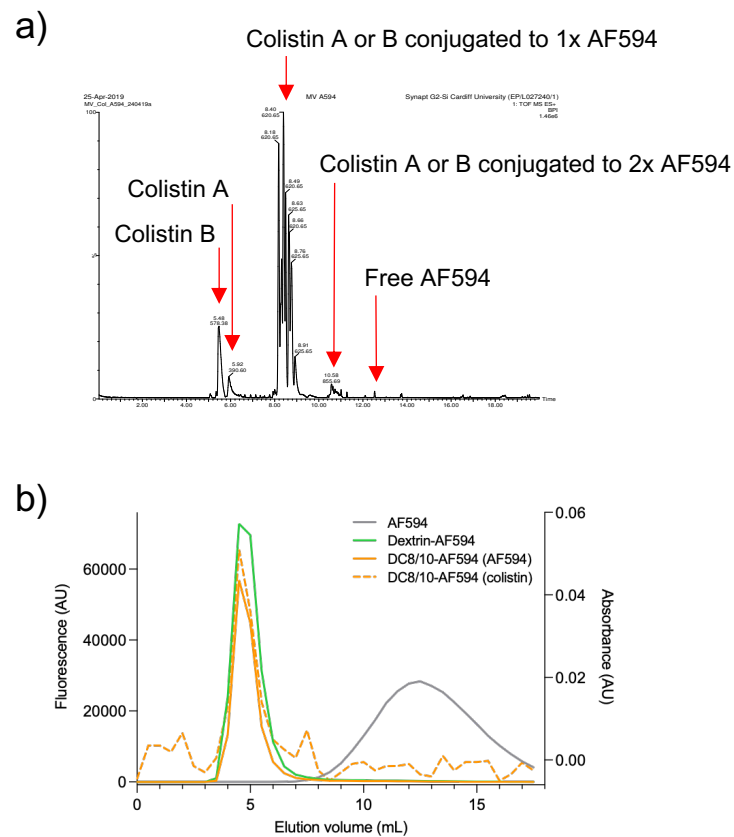 a)
Colistin A or B conjugated to 1x AF594
25-Apr-2019
MV_Col_A594_240419a
MV A594
Synapt G2-Si Cardiff University (EP/L027240/1)
1: TOF MS ES+
BPI
1.46e6
100
8.40
620.65
8.18
620.65
Colistin A or B conjugated to 2x AF594
8.49
620.65
Colistin A
8.63
625.65
8.66
620.65
Colistin B
8.76
625.65
Free AF594
5.48
578.38
8.91
625.65
5.92
390.60
10.58
855.69
0
2.00 4.00 6.00 8.00 10.00 12.00 14.00 16.00 18.00
Time
b)
AF594
Dextrin-AF594
DC8/10-AF594 (AF594)
DC8/10-AF594 (colistin)
Fluorescence (AU)
60000
40000
20000
0
0.06
0.04
0.02
0.00
Absorbance (AU)
0 5 10 15
Elution volume (mL)